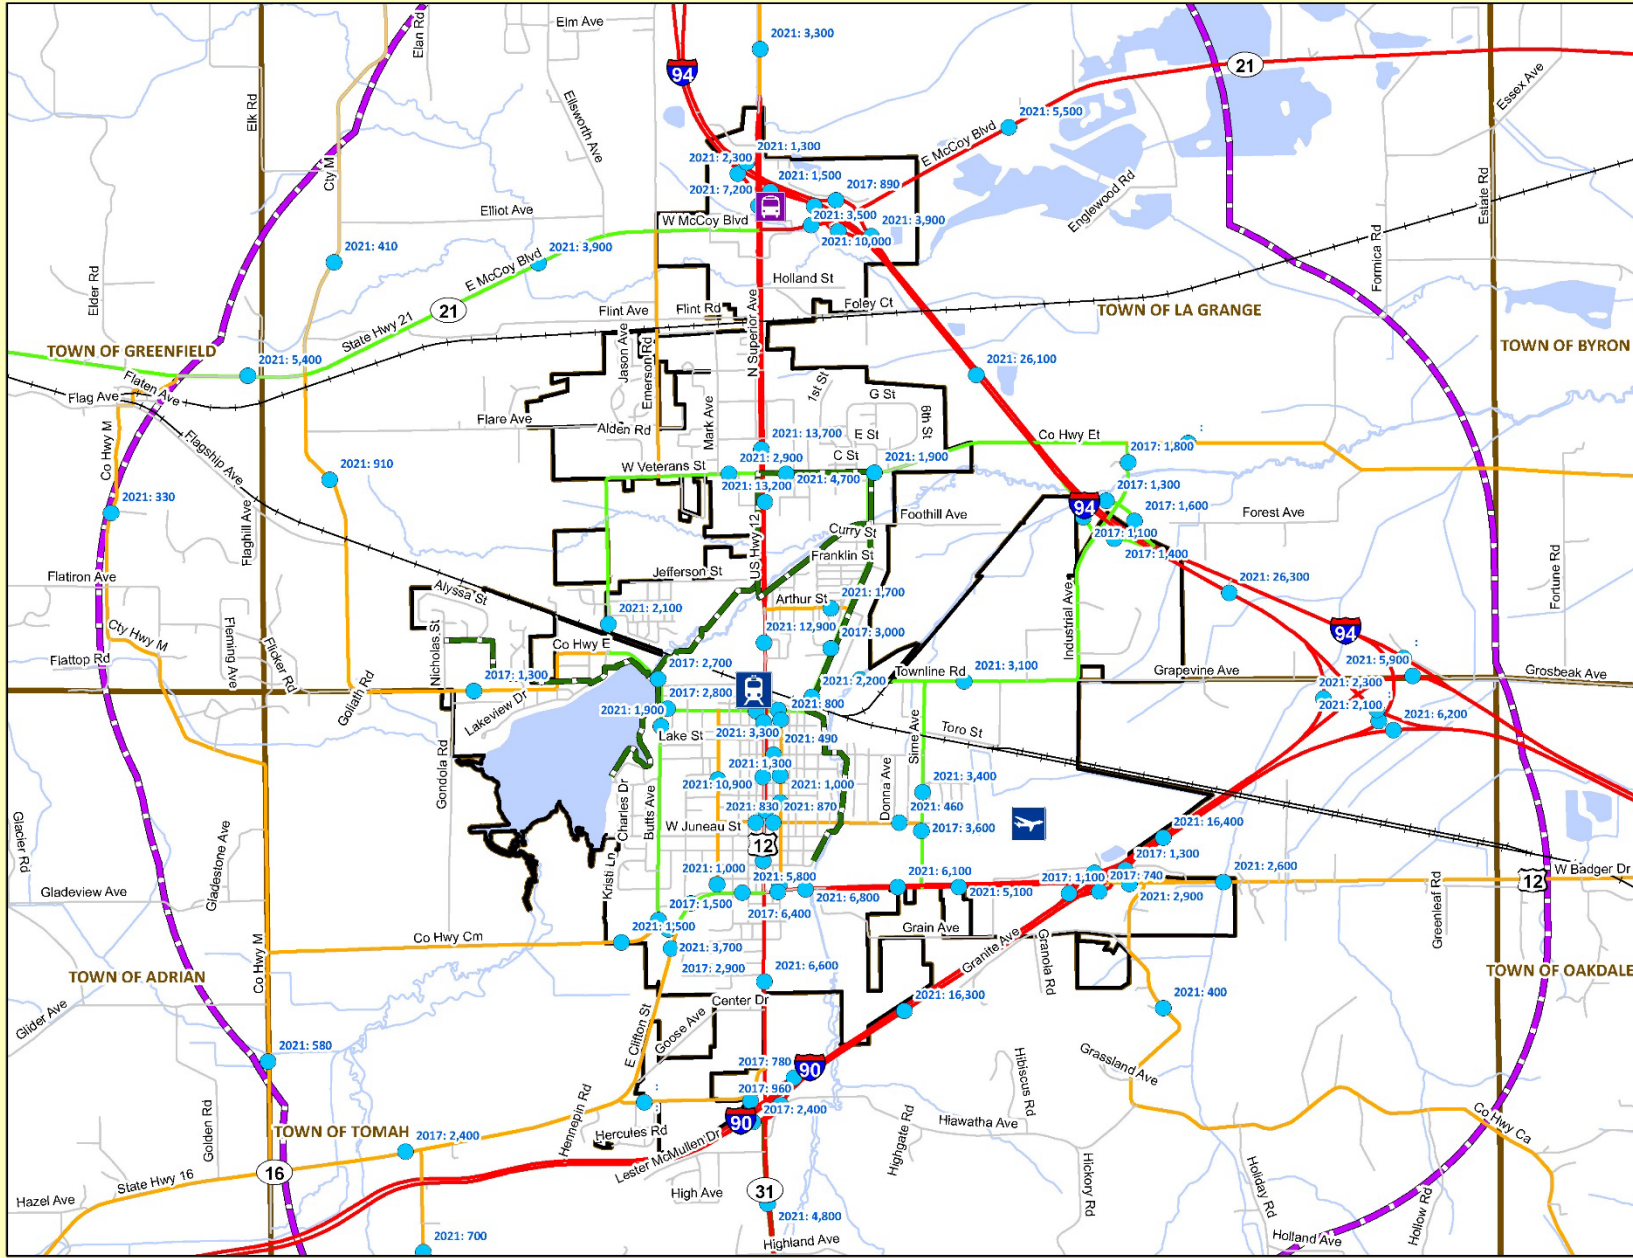 Elm Ave
Elan Rd
2021: 3,300
94
21
Essex Ave
Elk Rd
Ellsworth Ave
2021: 5,500
E McCoy Blvd
2021: 1,300
2021: 2,300
Cty M
2021: 1,500
2017: 890
2021: 7,200
Englewood Rd
Estate Rd
Elliot Ave
W McCoy Blvd
2021: 3,500
2021: 3,900
2021: 10,000
2021: 410
2021: 3,900
E McCoy Blvd
Formica Rd
Elder Rd
Holland St
21
Foley Ct
Flint Ave
Flint Rd
TOWN OF LA GRANGE
State Hwy 21
N Superior Ave
Jason Ave
Emerson Rd
TOWN OF GREENFIELD
2021: 5,400
TOWN OF BYRON
2021: 26,100
Flaten Ave
Flag Ave
1st St
G St
6th St
Mark Ave
Flare Ave
Alden Rd
2021: 13,700
E St
Co Hwy Et
:
2017: 1,800
Co Hwy M
Flagship Ave
W Veterans St
2021: 2,900
C St
2021: 1,900
2021: 910
2021: 4,700
2021: 13,200
2017: 1,300
2021: 330
94
2017: 1,600
Flaghill Ave
US Hwy 12
Foothill Ave
Forest Ave
Curry St
2017: 1,100
2017: 1,400
Franklin St
Fortune Rd
Flatiron Ave
Jefferson St
2021: 26,300
Alyssa St
Arthur St
2021: 1,700
Industrial Ave
2021: 2,100
Cty Hwy M
Fleming Ave
Flicker Rd
Nicholas St
2021: 12,900
2017: 3,000
94
Flattop Rd
Co Hwy E
2017: 2,700
2021: 5,900
:
2017: 1,300
Townline Rd
2021: 3,100
Grapevine Ave
Grosbeak Ave
2017: 2,800
2021: 2,200
2021: 2,300
Goliath Rd
Lakeview Dr
2021: 1,900
2021: 800
2021: 2,100
:
2021: 6,200
Lake St
2021: 3,300
2021: 490
Sime Ave
Toro St
Gondola Rd
2021: 1,300
2021: 10,900
2021: 1,000
Donna Ave
2021: 3,400
Charles Dr
Butts Ave
2021: 830
2021: 870
2021: 460
Glacier Rd
Gladestone Ave
W Juneau St
2017: 3,600
2021: 16,400
12
2017: 1,300
Kristi Ln
2021: 1,000
2021: 5,800
2021: 6,100
2017: 1,100
2017: 740
2021: 2,600
W Badger Dr
12
Gladeview Ave
2017: 1,500
2021: 6,800
2021: 5,100
2021: 2,900
2017: 6,400
Greenleaf Rd
2021: 1,500
Grain Ave
Co Hwy Cm
2021: 3,700
Granite Ave
Granola Rd
Co Hwy M
2017: 2,900
2021: 6,600
TOWN OF ADRIAN
TOWN OF OAKDALE
Center Dr
2021: 16,300
2021: 400
Glider Ave
E Clifton St
Goose Ave
2021: 580
2017: 780
90
Hibiscus Rd
Grassland Ave
2017: 960
:
:
Hennepin Rd
2017: 2,400
Golden Rd
90
TOWN OF TOMAH
2017: 2,400
Hercules Rd
Highgate Rd
Hiawatha Ave
Co Hwy Ca
16
State Hwy 16
Lester McMullen Dr
Hazel Ave
High Ave
31
Hickory Rd
Holiday Rd
Hollow Rd
2021: 4,800
2021: 700
Highland Ave
Holland Ave